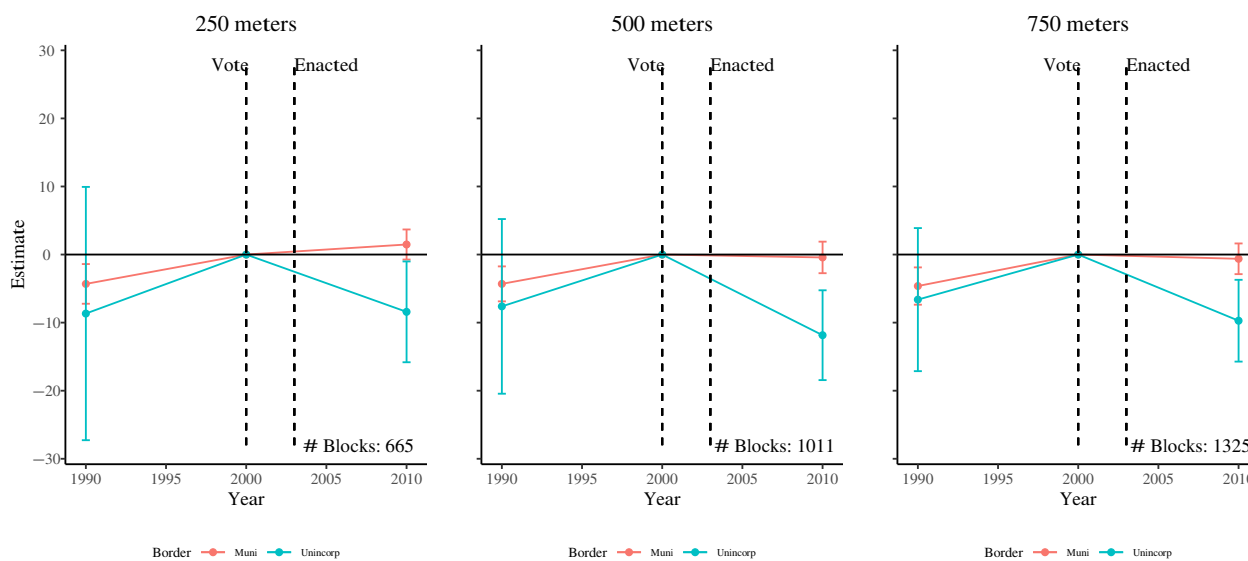 250 meters
500 meters
750 meters
Vote Enacted
Vote Enacted
Vote Enacted
30
20
10
0
−10
−20
−30
Estimate
# Blocks: 665
# Blocks: 1011
# Blocks: 1325
1990 1995 2000 2005 2010
1990 1995 2000 2005 2010
1990 1995 2000 2005 2010
Year
Year
Year
Border Muni Unincorp
Border Muni Unincorp
Border Muni Unincorp